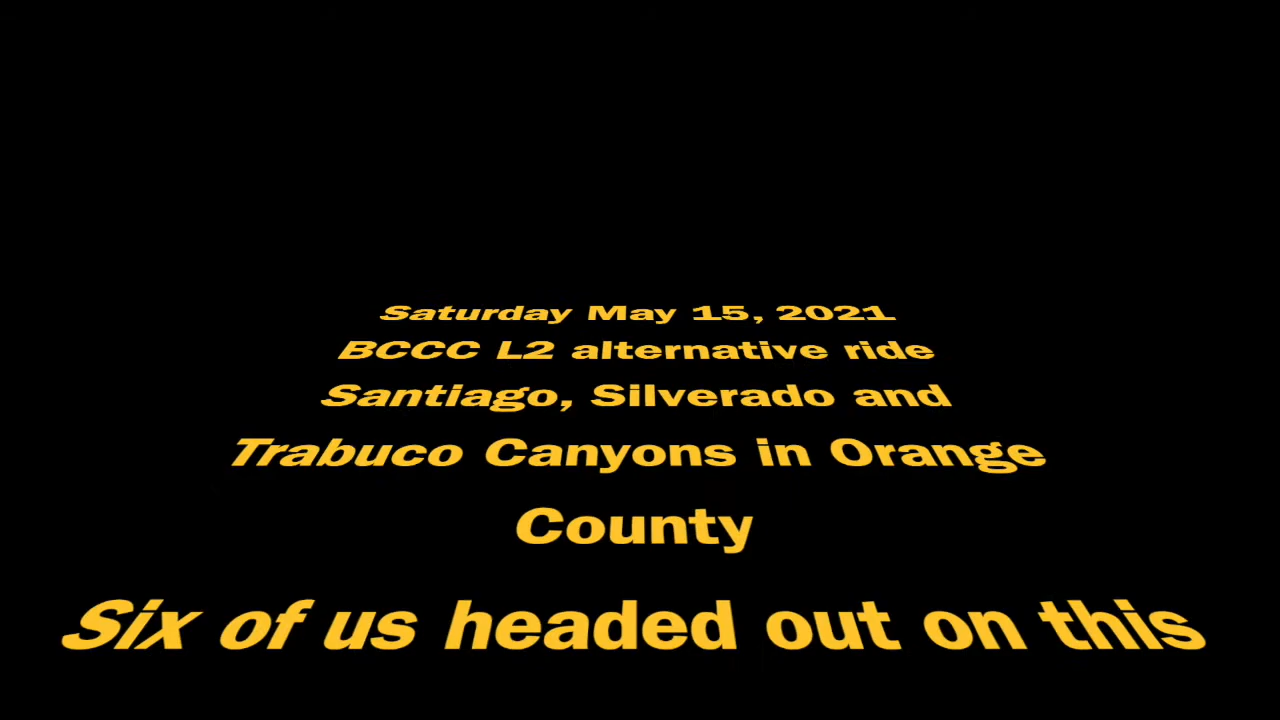 Saturday May 15, 2021
BCCC L2 alternative ride
Santiago, Silverado and
Trabuco Canyons in Orange
County
Six of us headed out on this